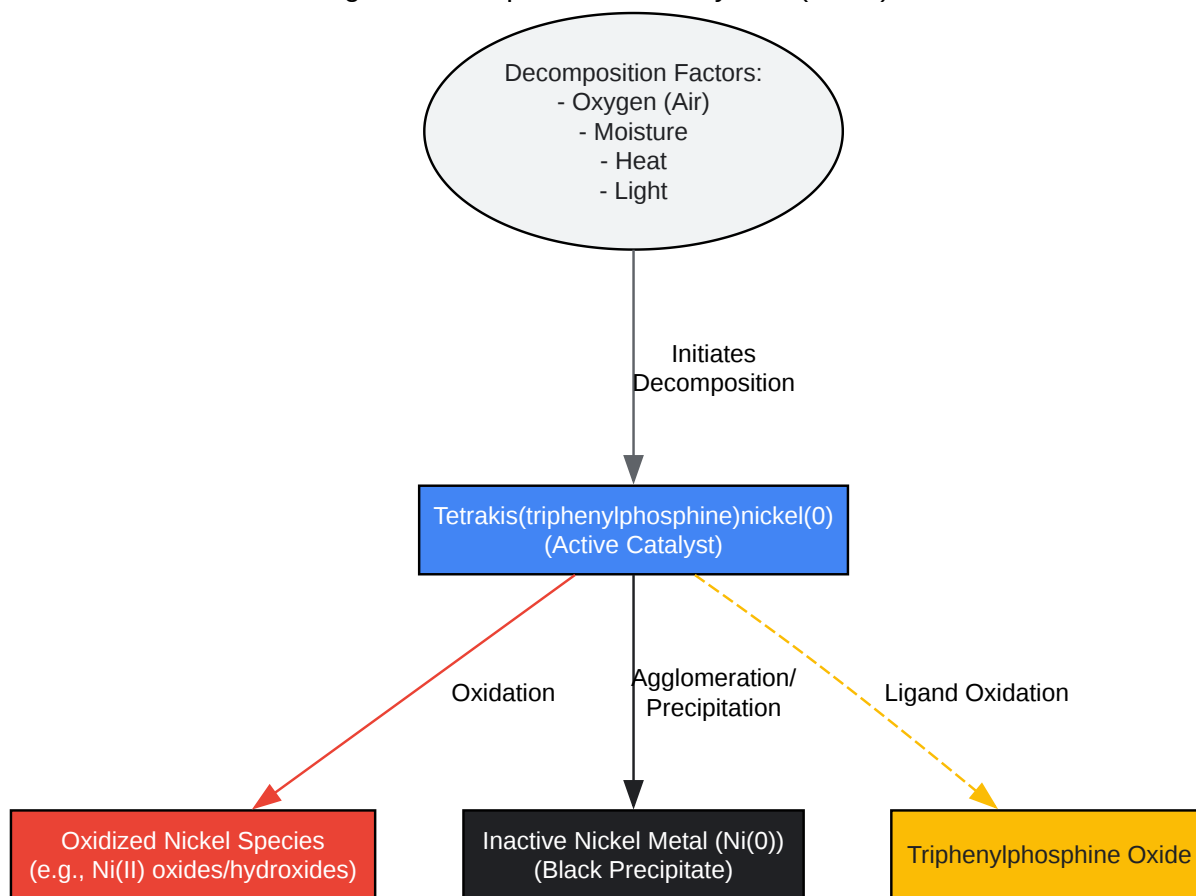 Decomposition Factors:
- Oxygen (Air)
- Moisture
- Heat
- Light
Initiates
Decomposition
Tetrakis(triphenylphosphine)nickel(0)
(Active Catalyst)
Oxidation
Agglomeration/
Precipitation
Ligand Oxidation
Oxidized Nickel Species
(e.g., Ni(II) oxides/hydroxides)
Inactive Nickel Metal (Ni(0))
(Black Precipitate)
Triphenylphosphine Oxide